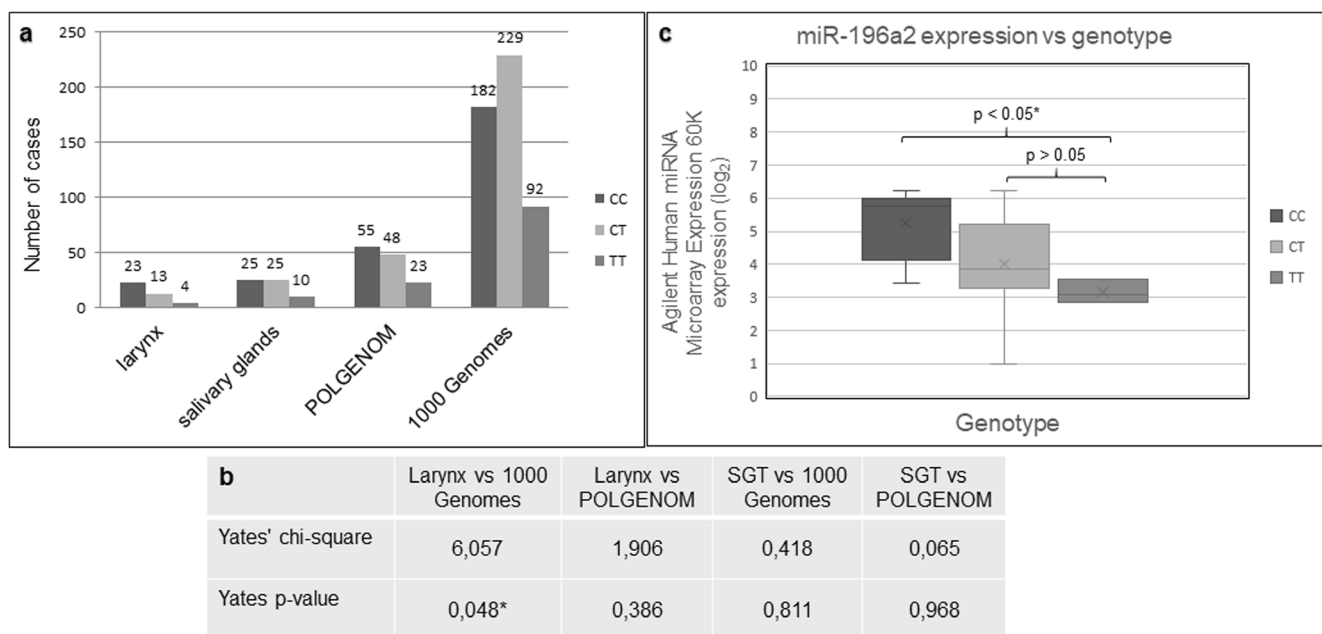 a
250
200
150
100
50
0
Number of cases
23 13 4
25 25 10
55 48 23
182 229 92
larynx
salivary glands
POLGENOM
1000 Genomes
CC
CT
TT
c
miR-196a2 expression vs genotype
Agilent Human miRNA
Microarray Expression 60K
expression (log2)
10
9
8
7
6
5
4
3
2
1
0
p < 0.05*
p > 0.05
Genotype
CC
CT
TT
b
Larynx vs 1000 Genomes
Larynx vs POLGENOM
SGT vs 1000 Genomes
SGT vs POLGENOM
Yates' chi-square 6,057 1,906 0,418 0,065
Yates p-value 0,048* 0,386 0,811 0,968